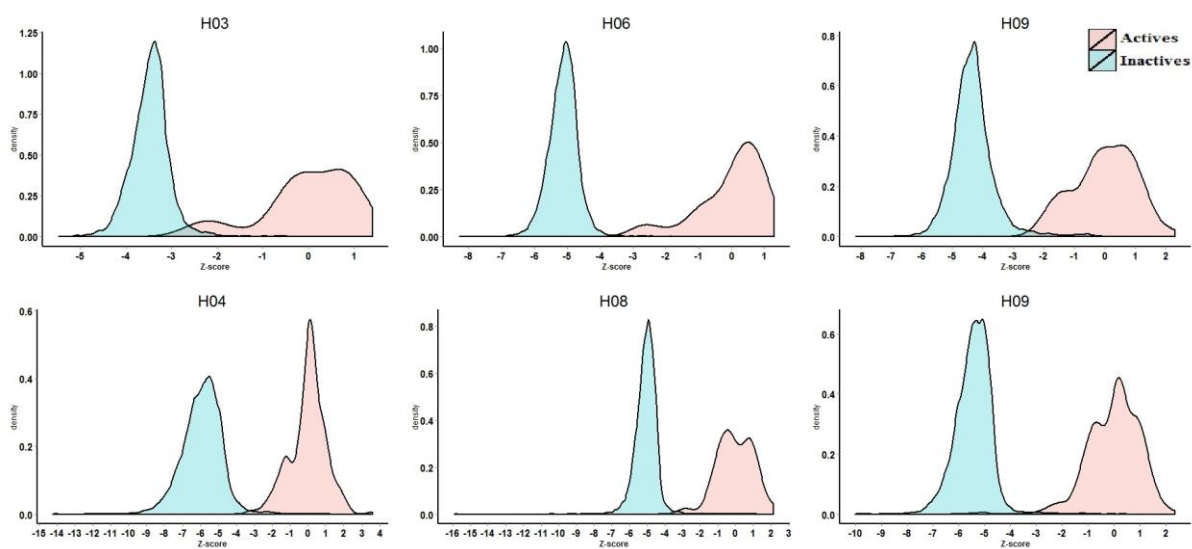 H03
1.25
1.00
0.75
0.50
0.25
0.00
density
-5 -4 -3 -2 -1 0 1
Z-score
H06
1.00
0.75
0.50
0.25
0.00
density
-8 -7 -6 -5 -4 -3 -2 -1 0 1
Z-score
H09
Actives
Inactives
0.8
0.6
0.4
0.2
0.0
density
-8 -7 -6 -5 -4 -3 -2 -1 0 1 2
Z-score
H04
0.6
0.4
0.2
0.0
density
-15 -14 -13 -12 -11 -10 -9 -8 -7 -6 -5 -4 -3 -2 -1 0 1 2 3 4
Z-score
H08
0.8
0.6
0.4
0.2
0.0
density
-16 -15 -14 -13 -12 -11 -10 -9 -8 -7 -6 -5 -4 -3 -2 -1 0 1 2 3
Z-score
H09
0.6
0.4
0.2
0.0
density
-10 -9 -8 -7 -6 -5 -4 -3 -2 -1 0 1 2
Z-score